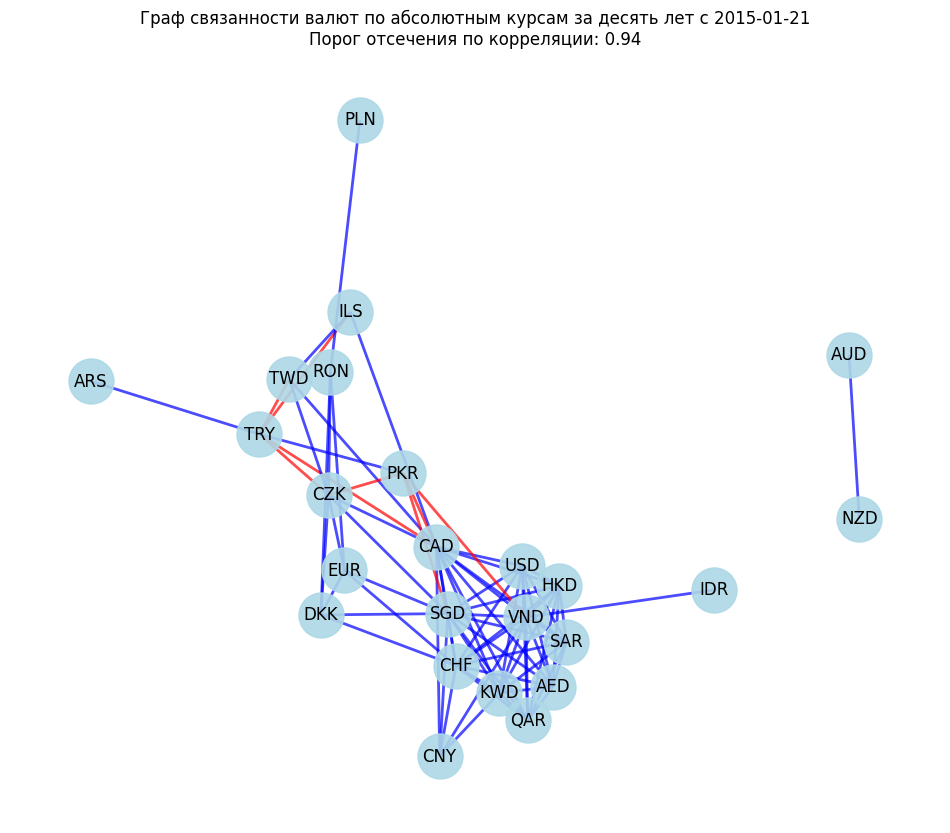 Граф связанности валют по абсолютным курсам за десять лет с 2015-01-21
Порог отсечения по корреляции: 0.94
PLN
ILS
AUD
RON
TWD
ARS
TRY
PKR
CZK
NZD
CAD
USD
EUR
HKD
IDR
DKK
SGD
VND
SAR
CHF
AED
KWD
QAR
CNY